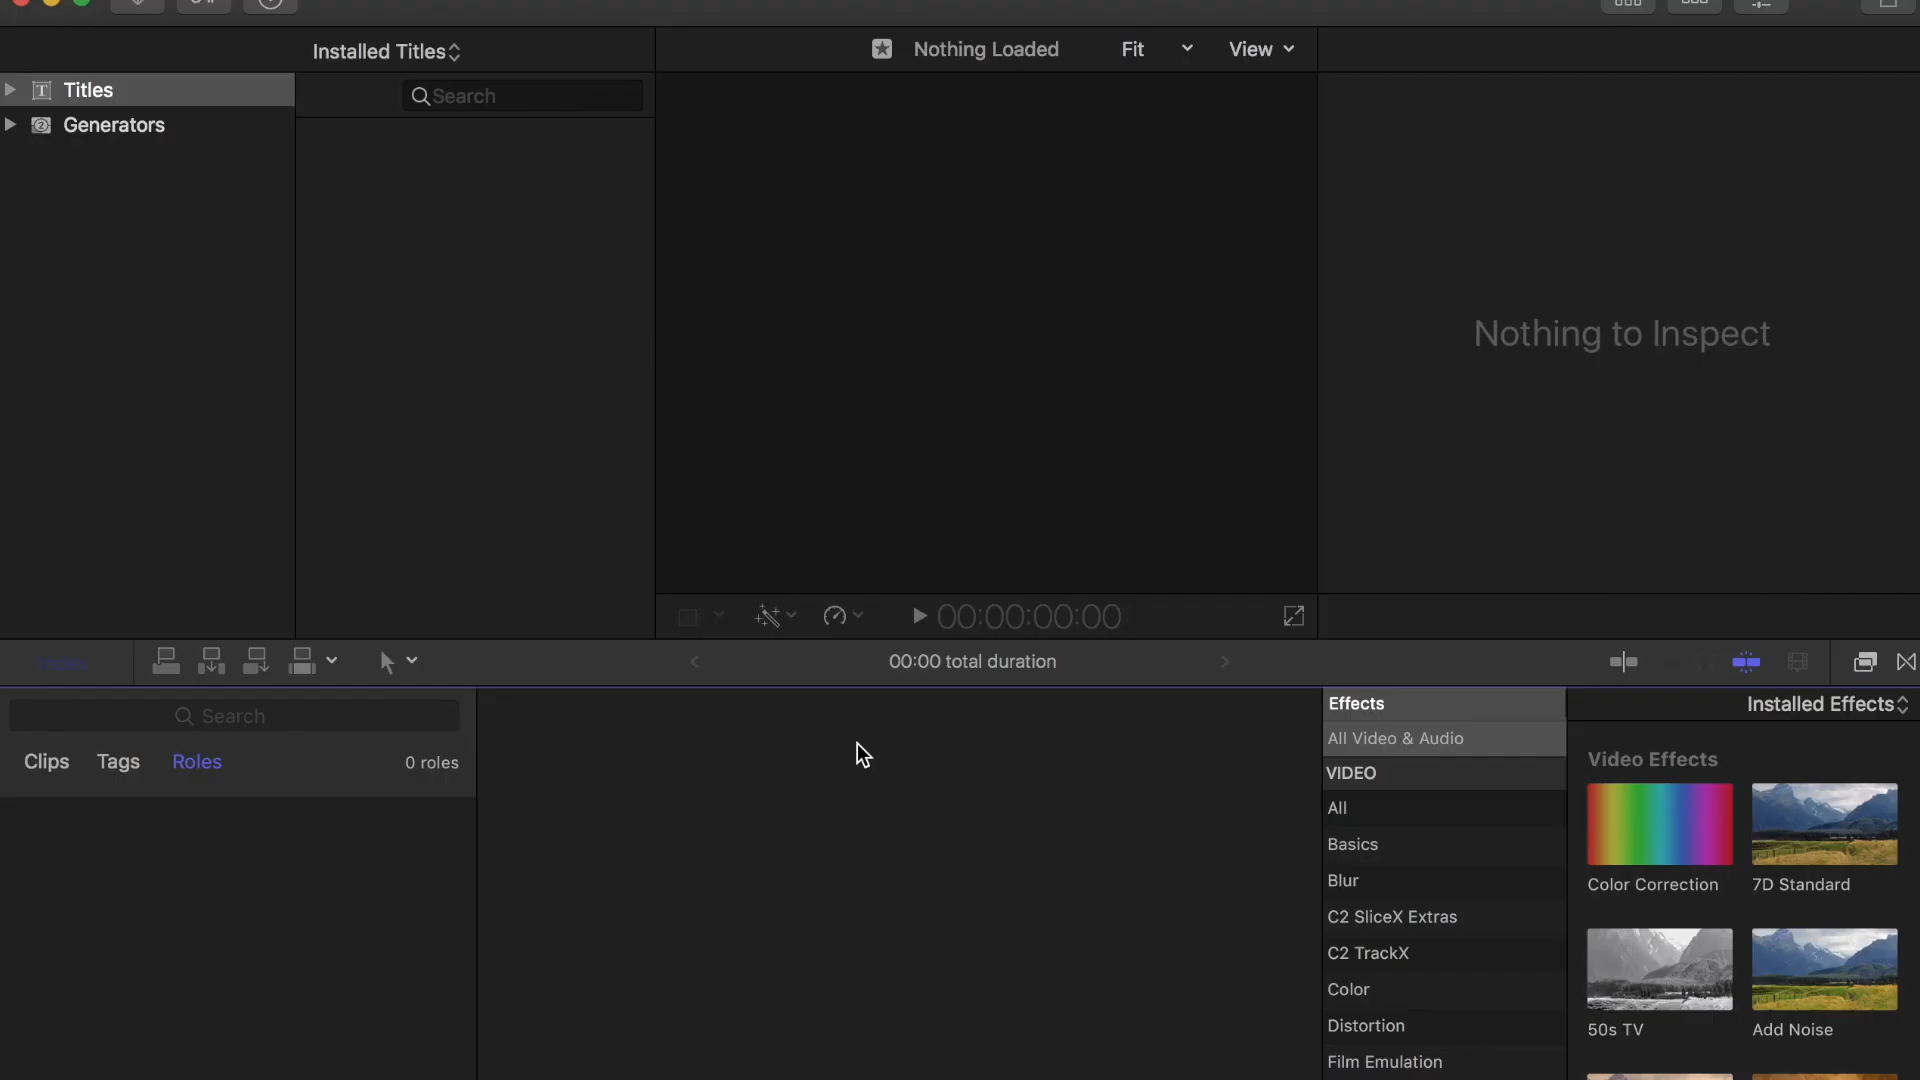 Installed Titles
Nothing Loaded
Fit
View
Titles
Generators
Search
Nothing to Inspect
00:00:00:00
Index
00:00 total duration
Search
Clips
Tags
Roles
0 roles
Effects
All Video & Audio
VIDEO
All
Basics
Blur
C2 SliceX Extras
C2 TrackX
Color
Distortion
Film Emulation
Installed Effects
Video Effects
Color Correction
7D Standard
50s TV
Add Noise